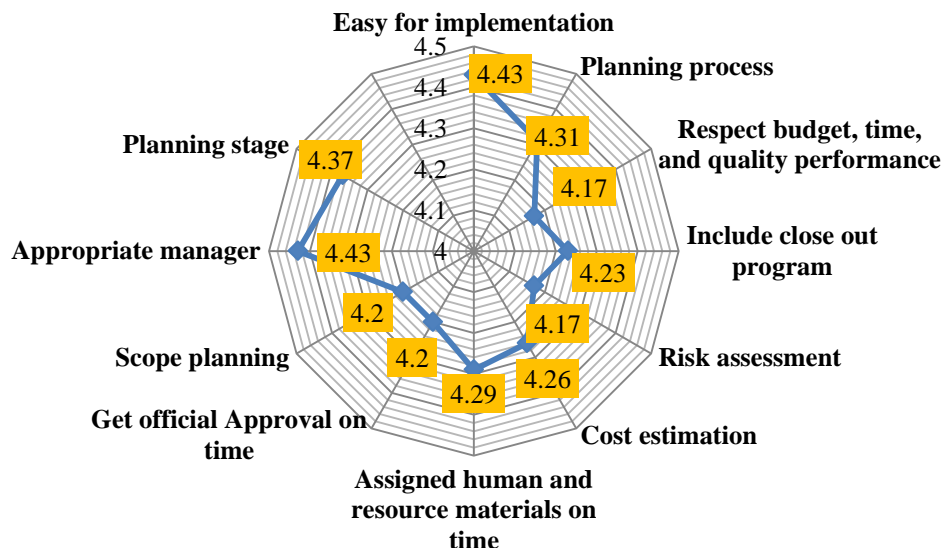 Easy for implementation
4.5
4.43
Planning process
4.4
4.3
4.31
Respect budget, time,
and quality performance
Planning stage
4.37
4.2
4.17
4.1
Appropriate manager
4.43
4
Include close out
program
4.23
4.2
4.17
Scope planning
Risk assessment
4.2
4.26
4.29
Get official Approval on
time
Cost estimation
Assigned human and
resource materials on
time